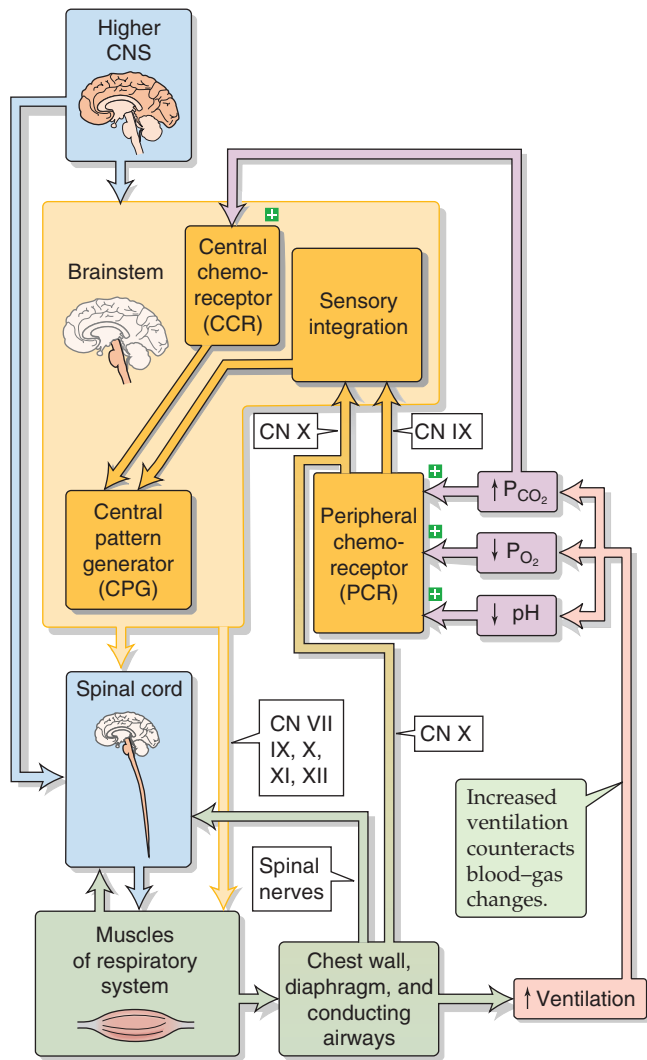 Higher
CNS
Brainstem
Central
chemo-
receptor
(CCR)
Sensory
integration
CN X
CN IX
Central
pattern
generator
(CPG)
Peripheral
chemo-
receptor
(PCR)
↑ PCO2
↓ PO2
↓ pH
Spinal cord
CN VII
IX, X,
XI, XII
CN X
Increased
ventilation
counteracts
blood–gas
changes.
Spinal
nerves
Muscles
of respiratory
system
Chest wall,
diaphragm, and
conducting
airways
↑ Ventilation